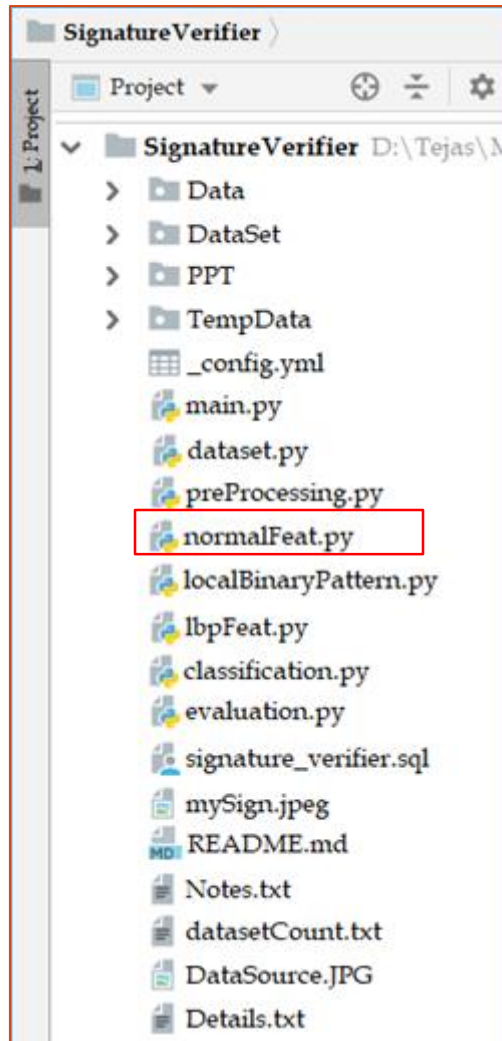 SignatureVerifier
1: Project
Project
SignatureVerifier D:\Tejas\
Data
DataSet
PPT
TempData
_config.yml
main.py
dataset.py
preProcessing.py
normalFeat.py
localBinaryPattern.py
lbpFeat.py
classification.py
evaluation.py
signature_verifier.sql
mySign.jpeg
MD README.md
Notes.txt
datasetCount.txt
DataSource.JPG
Details.txt